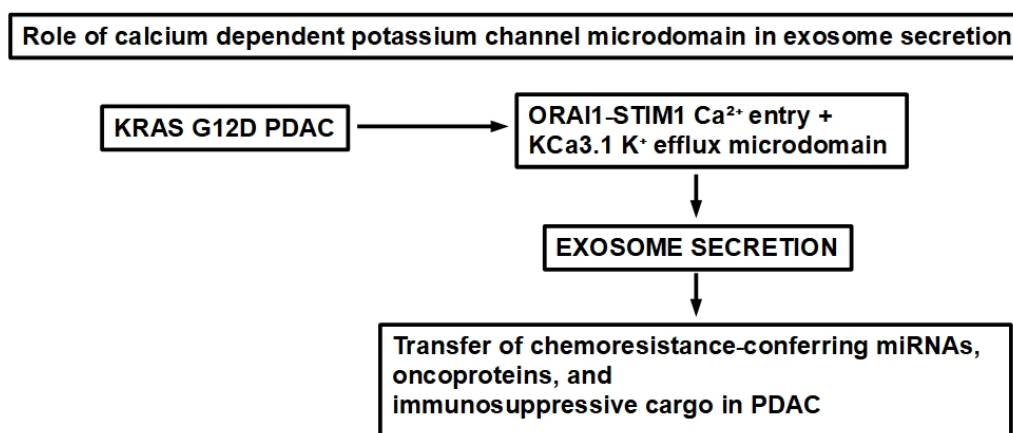 Role of calcium dependent potassium channel microdomain in exosome secretion
KRAS G12D PDAC
ORAI1-STIM1 Ca²⁺ entry +
KCa3.1 K⁺ efflux microdomain
EXOSOME SECRETION
Transfer of chemoresistance-conferring miRNAs,
oncoproteins, and
immunosuppressive cargo in PDAC